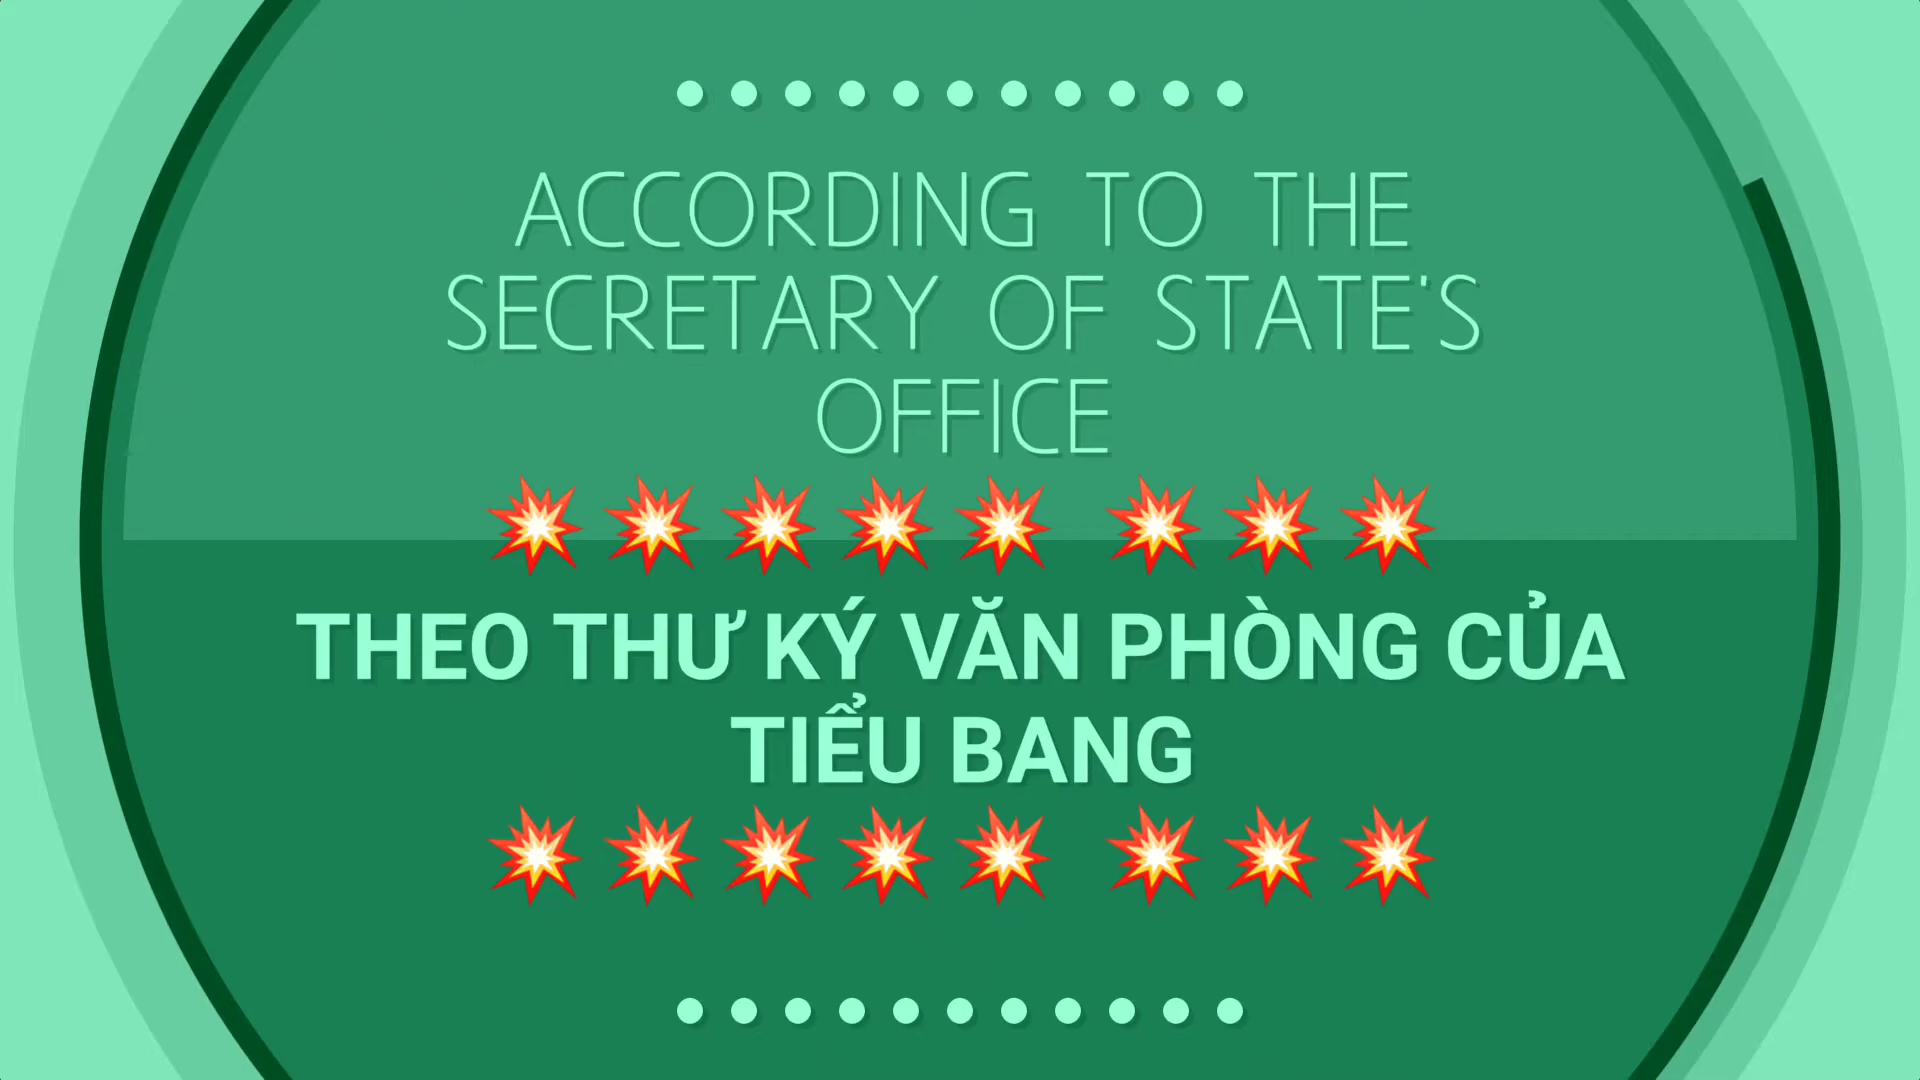 ACCORDING TO THE
SECRETARY OF STATE'S
OFFICE
💥💥💥💥💥 💥💥💥
THEO THƯ KÝ VĂN PHÒNG CỦA
TIỂU BANG
💥💥💥💥💥 💥💥💥